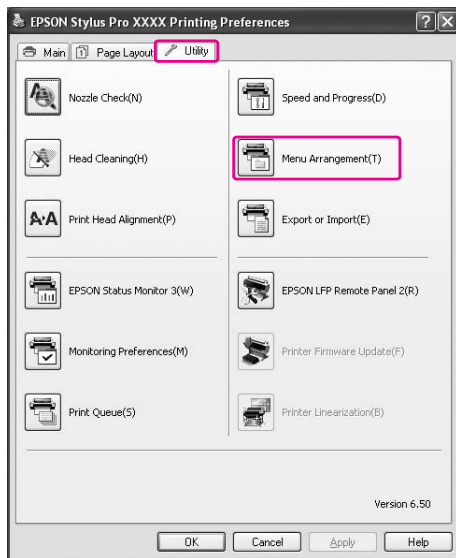 EPSON Stylus Pro XXXX Printing Preferences
Main
Page Layout
Utility
Nozzle Check(N)
Speed and Progress(D)
Head Cleaning(H)
Menu Arrangement(T)
A·A
Print Head Alignment(P)
Export or Import(E)
EPSON Status Monitor 3(W)
EPSON LFP Remote Panel 2(R)
Monitoring Preferences(M)
Printer Firmware Update(F)
Print Queue(S)
Printer Linearization(B)
Version 6.50
OK
Cancel
Apply
Help